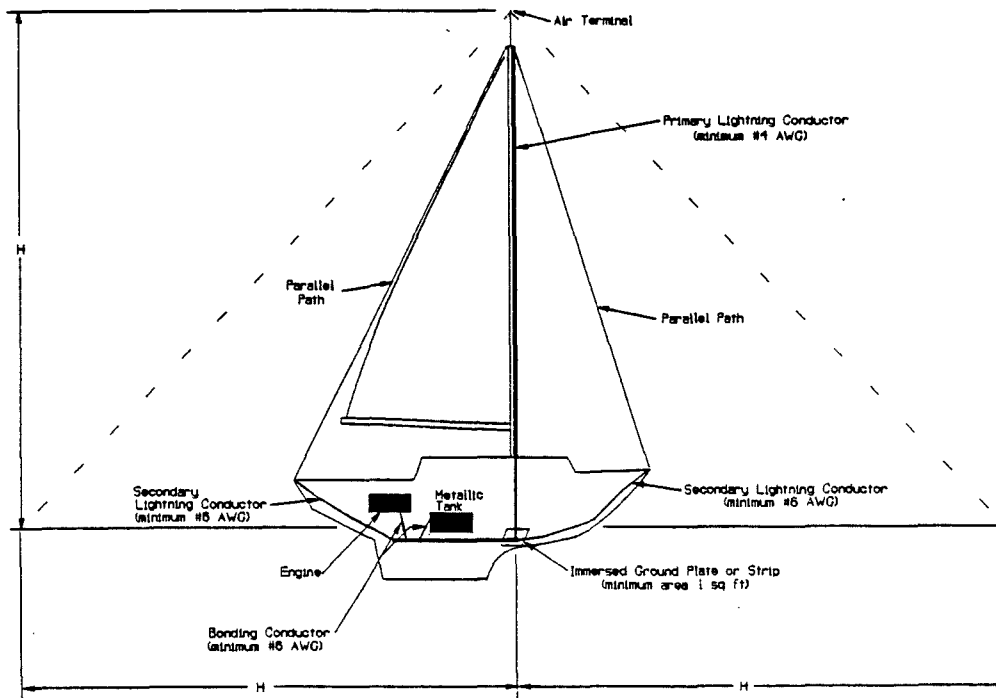 Air Terminal
Primary Lightning Conductor
(minimum #4 AWG)
H
Parallel
Path
Parallel Path
Secondary
Lightning Conductor
(minimum #6 AWG)
Metallic
Tank
Secondary Lightning Conductor
(minimum #6 AWG)
Engine
Immersed Ground Plate or Strip
(minimum area 1 sq ft)
Bonding Conductor
(minimum #6 AWG)
H
H